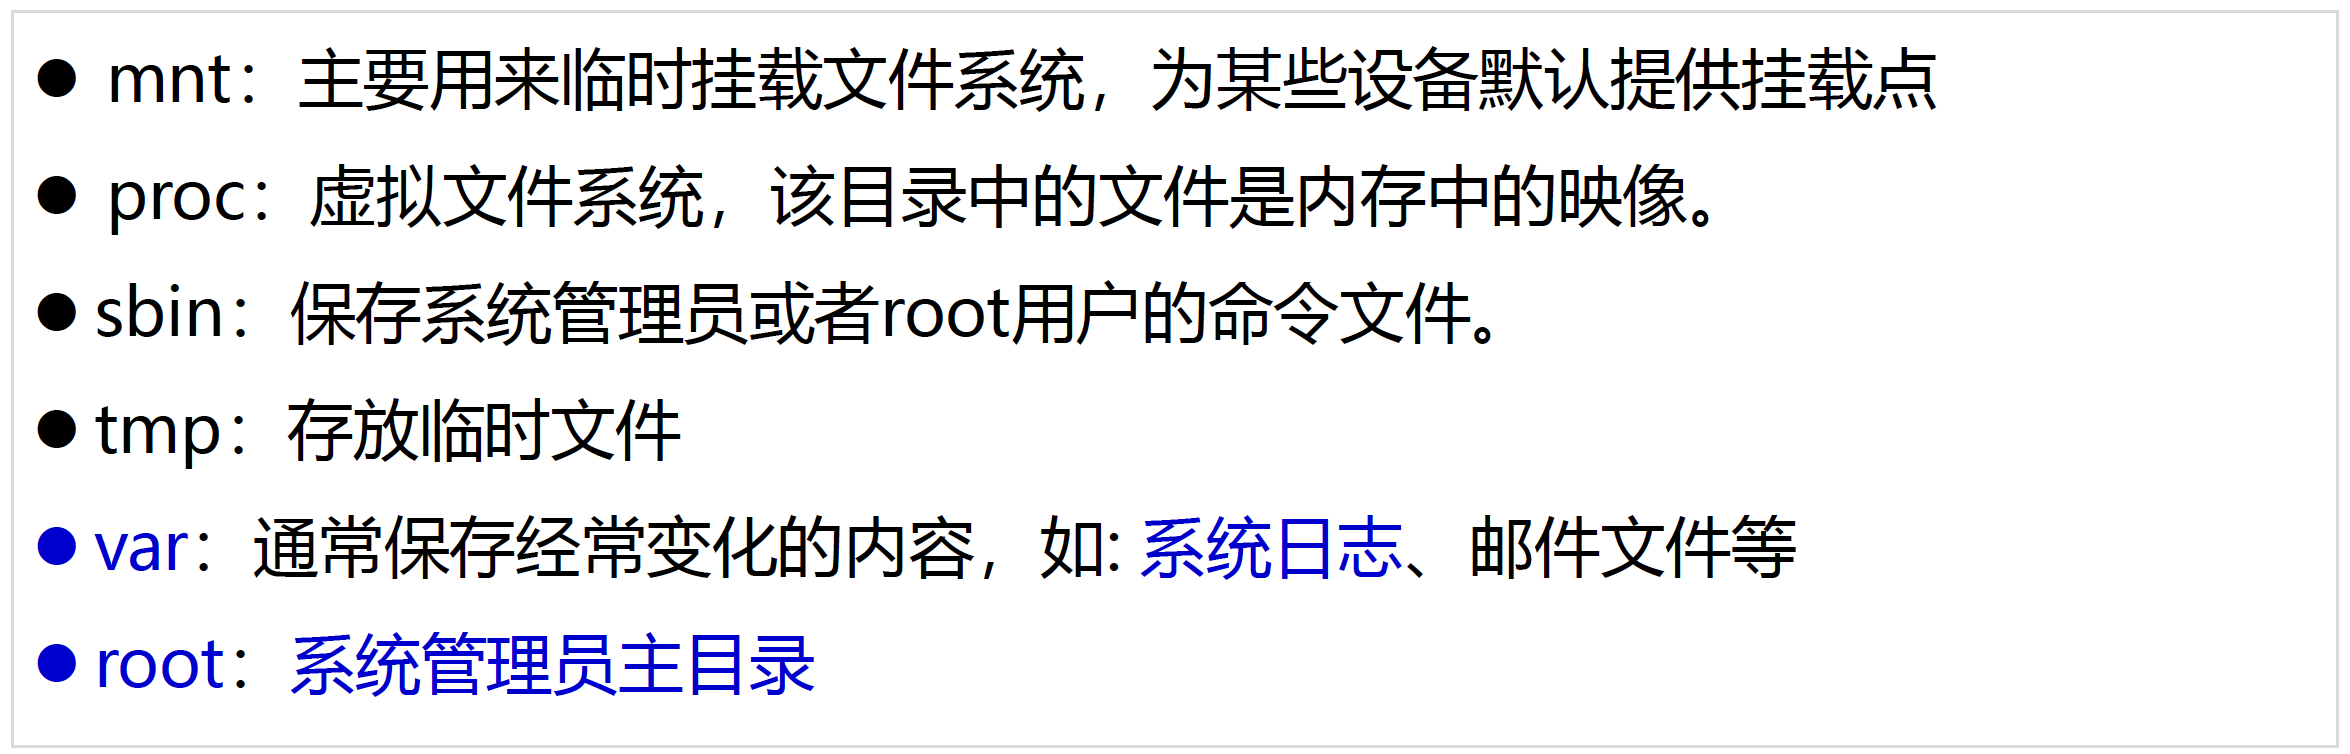 ● mnt：主要用来临时挂载文件系统，为某些设备默认提供挂载点
● proc：虚拟文件系统，该目录中的文件是内存中的映像。
● sbin：保存系统管理员或者root用户的命令文件。
● tmp：存放临时文件
● var：通常保存经常变化的内容，如: 系统日志、邮件文件等
● root：系统管理员主目录